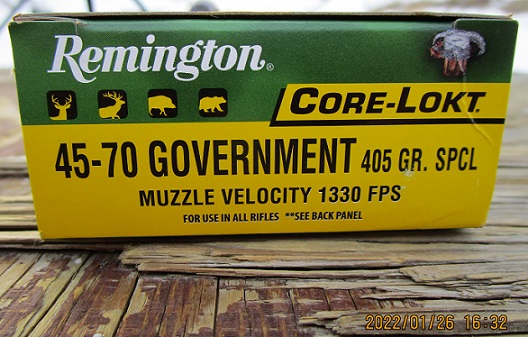 Remington®
CORE-LOKT
45-70 GOVERNMENT 405 GR. SPCL
MUZZLE VELOCITY 1330 FPS
FOR USE IN ALL RIFLES **SEE BACK PANEL
2022/01/26 16:32